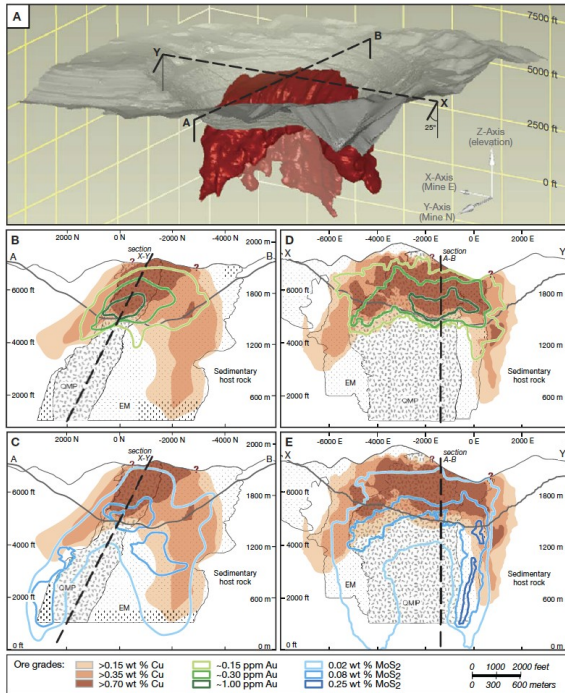 A
7500 ft
5000 ft
2500 ft
0 ft
Y
B
A
X
25°
Z-Axis
(elevation)
X-Axis
(Mine E)
Y-Axis
(Mine N)
B
2000 N
0 N
-2000 N
-4000 N
2000 m
A
section
X-Y
B
6000 ft
4000 ft
2000 ft
1800 m
1200 m
600 m
?
?
QMP
EM
Sedimentary
host rock
D
-6000 E
-4000 E
-2000 E
0 E
2000 E
2000 m
X
section
A-B
Y
6000 ft
4000 ft
2000 ft
1800 m
1200 m
600 m
?
QMP
EM
Sedimentary
host rock
C
2000 N
0 N
-2000 N
-4000 N
2000 m
A
section
X-Y
B
6000 ft
4000 ft
2000 ft
0 ft
1800 m
1200 m
600 m
0 m
?
?
QMP
EM
Sedimentary
host rock
E
-6000 E
-4000 E
-2000 E
0 E
2000 E
2000 m
X
section
A-B
Y
6000 ft
4000 ft
2000 ft
0 ft
1800 m
1200 m
600 m
0 m
?
QMP
EM
Sedimentary
host rock
Ore grades:
>0.15 wt % Cu
>0.35 wt % Cu
>0.70 wt % Cu
~0.15 ppm Au
~0.30 ppm Au
~1.00 ppm Au
0.02 wt % MoS2
0.08 wt % MoS2
0.25 wt % MoS2
0 1000 2000 feet
0 300 600 meters